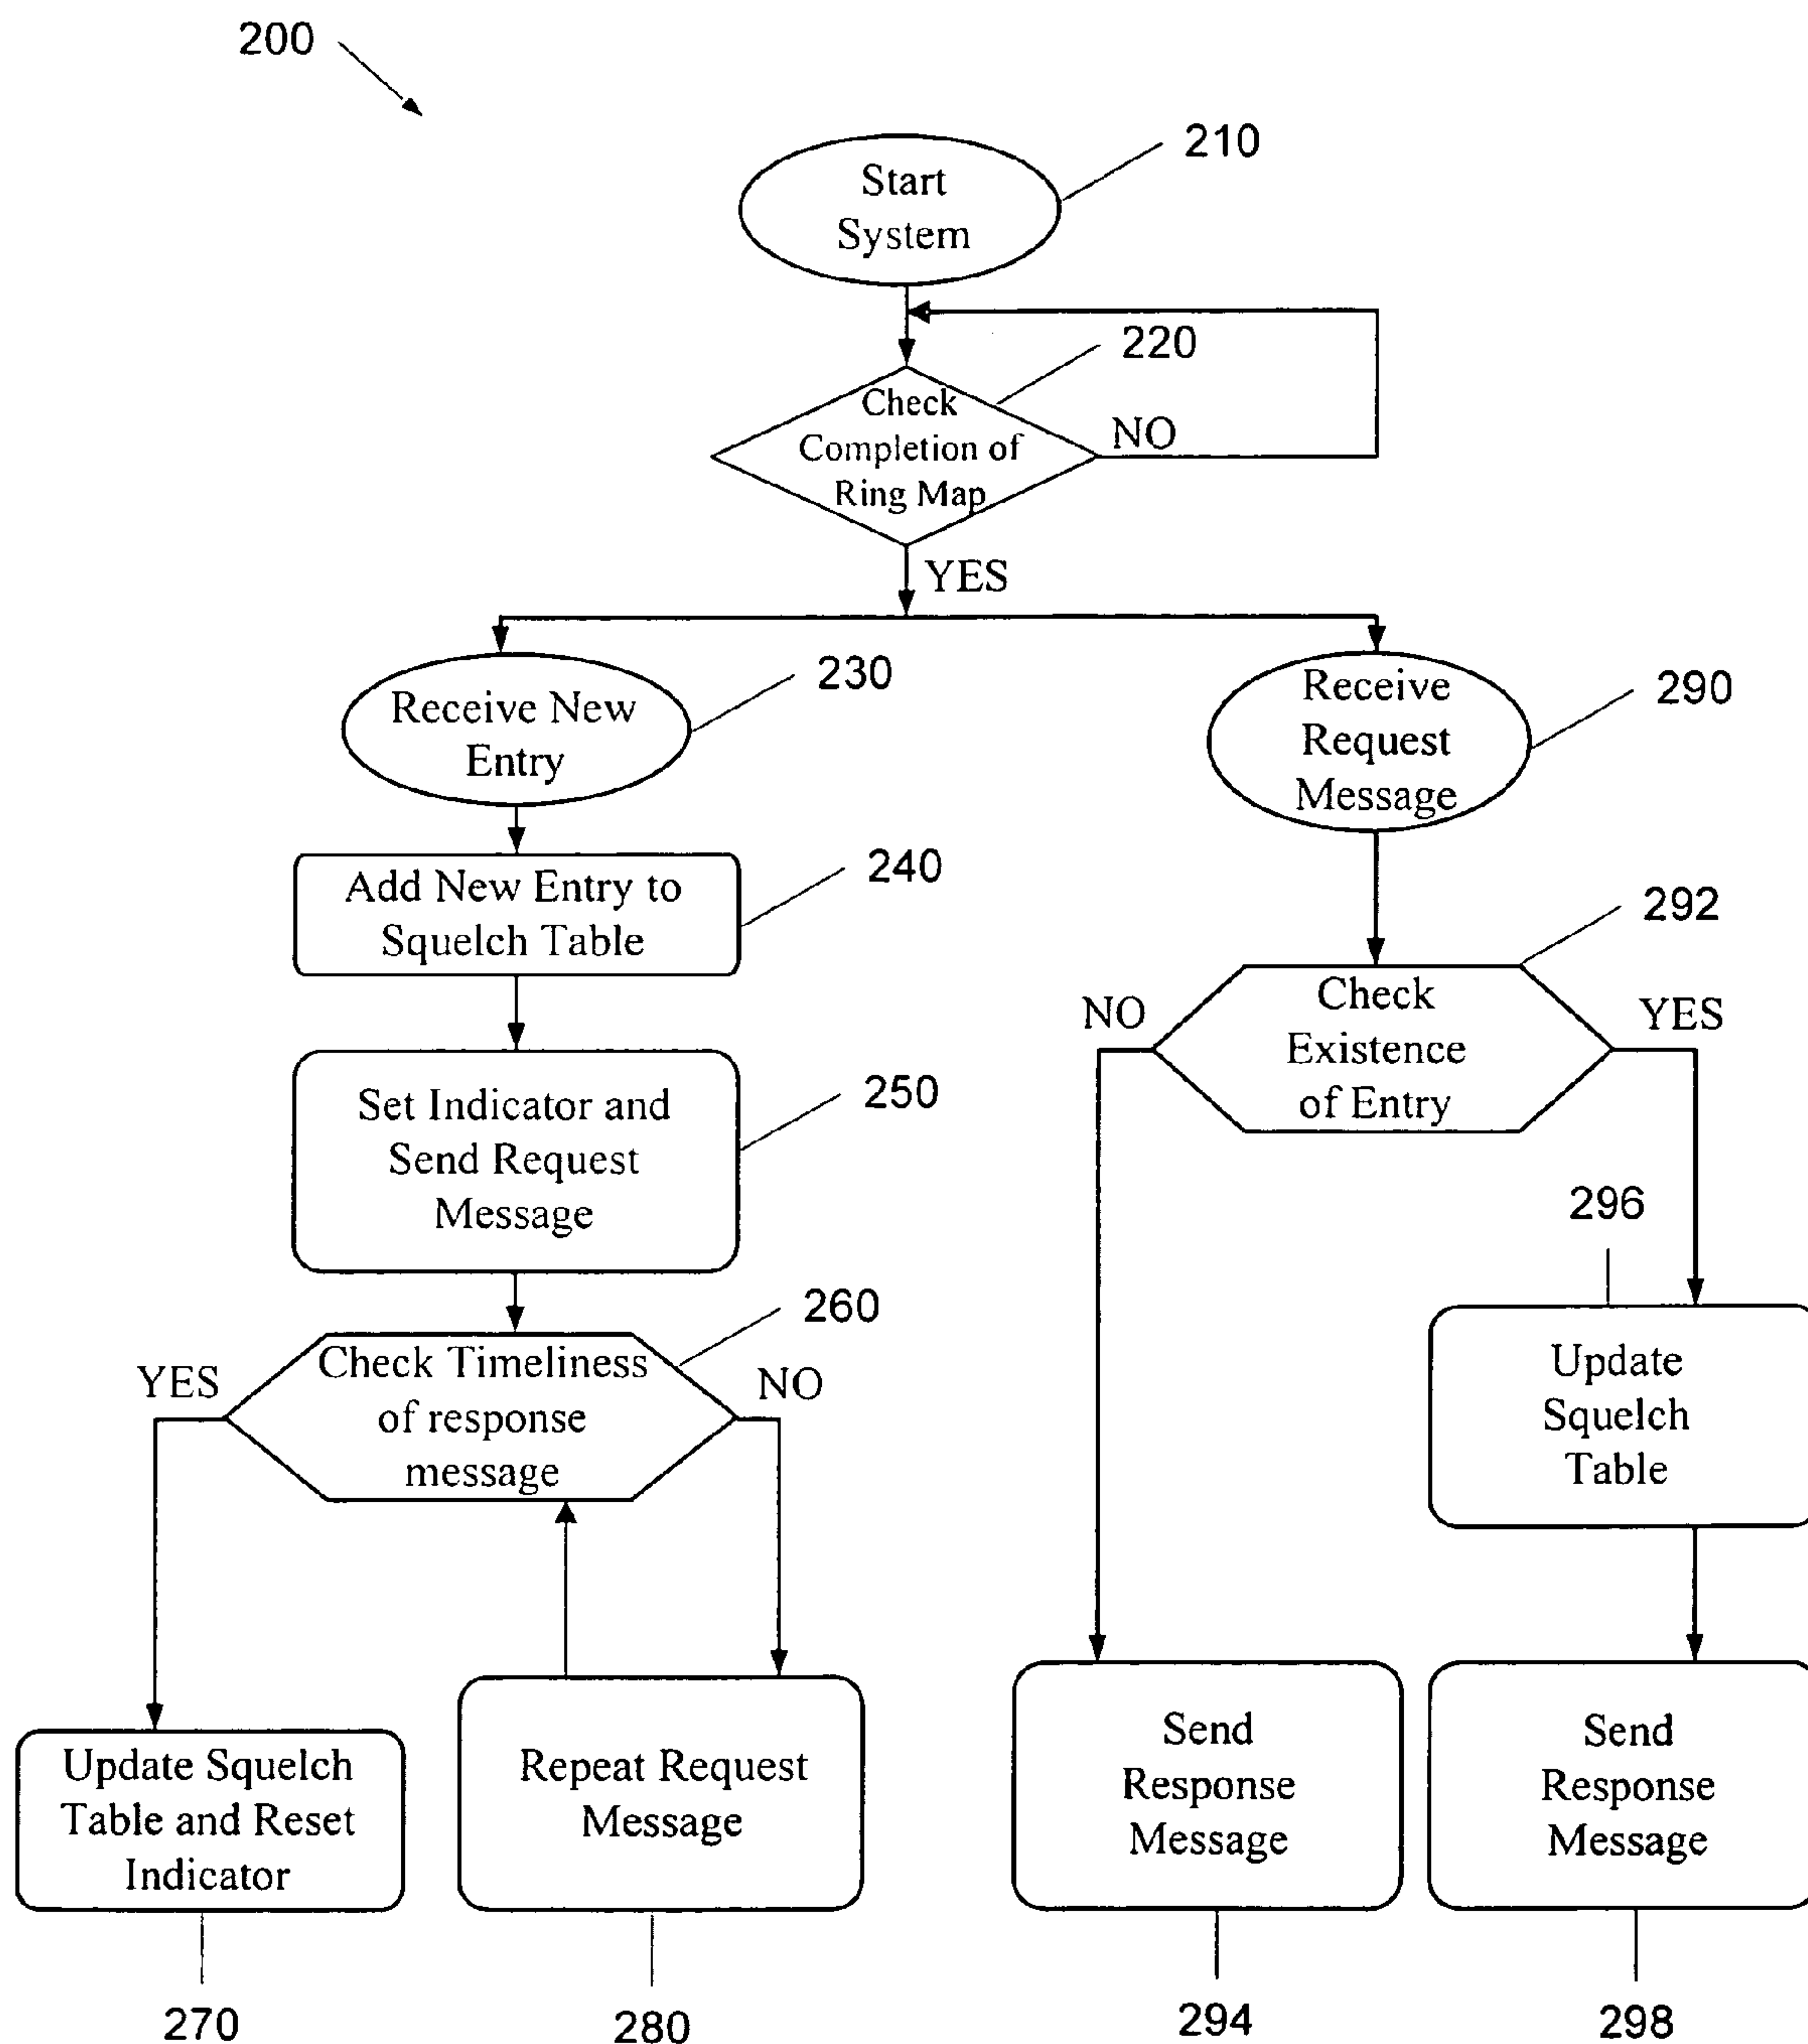 200
210
Start
System
220
Check
Completion of
Ring Map
NO
YES
230
Receive New
Entry
290
Receive
Request
Message
240
Add New Entry to
Squelch Table
292
NO
Check
Existence
of Entry
YES
250
Set Indicator and
Send Request
Message
296
Update
Squelch
Table
260
YES
Check Timeliness
of response
message
NO
Update Squelch
Table and Reset
Indicator
Repeat Request
Message
Send
Response
Message
Send
Response
Message
270
280
294
298